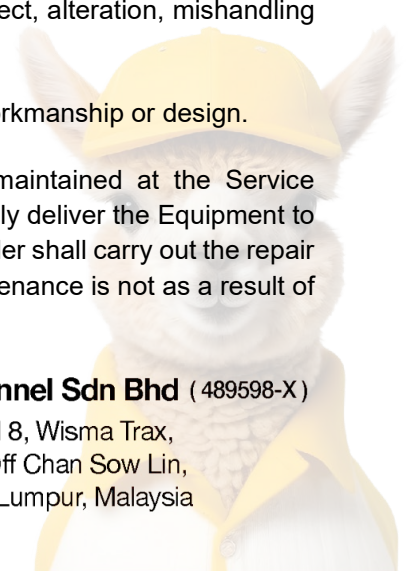 ect, alteration, mishandling
rkmanship or design.
maintained at the Service
ly deliver the Equipment to
er shall carry out the repair
enance is not as a result of
nnel Sdn Bhd ( 489598-X )
8, Wisma Trax,
ff Chan Sow Lin,
Lumpur, Malaysia